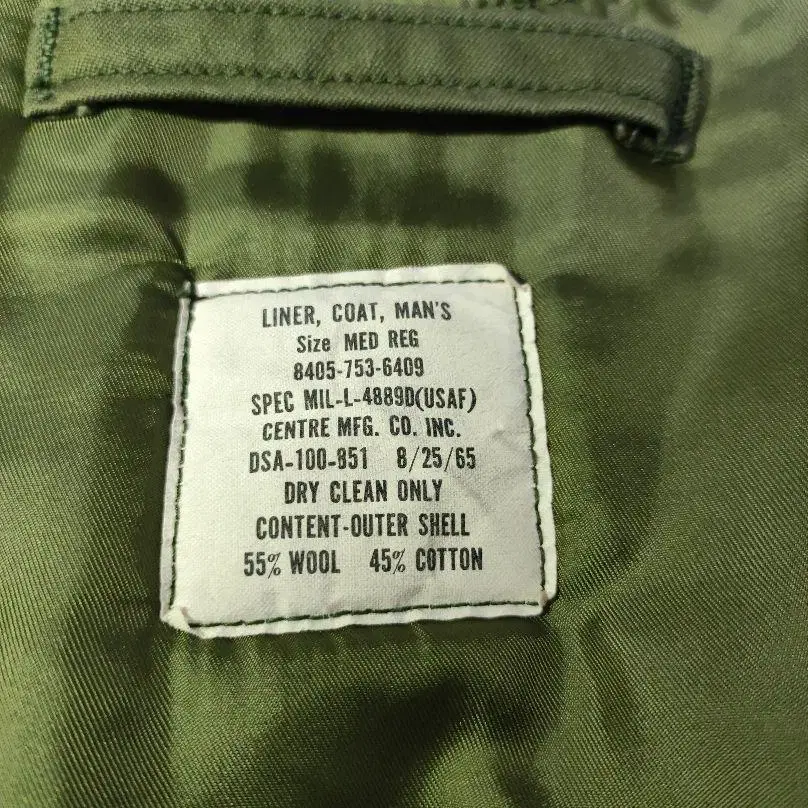 LINER, COAT, MAN'S
Size MED REG
8405-753-6409
SPEC MIL-L-4889D(USAF)
CENTRE MFG. CO. INC.
DSA-100-851 8/25/65
DRY CLEAN ONLY
CONTENT-OUTER SHELL
55% WOOL 45% COTTON